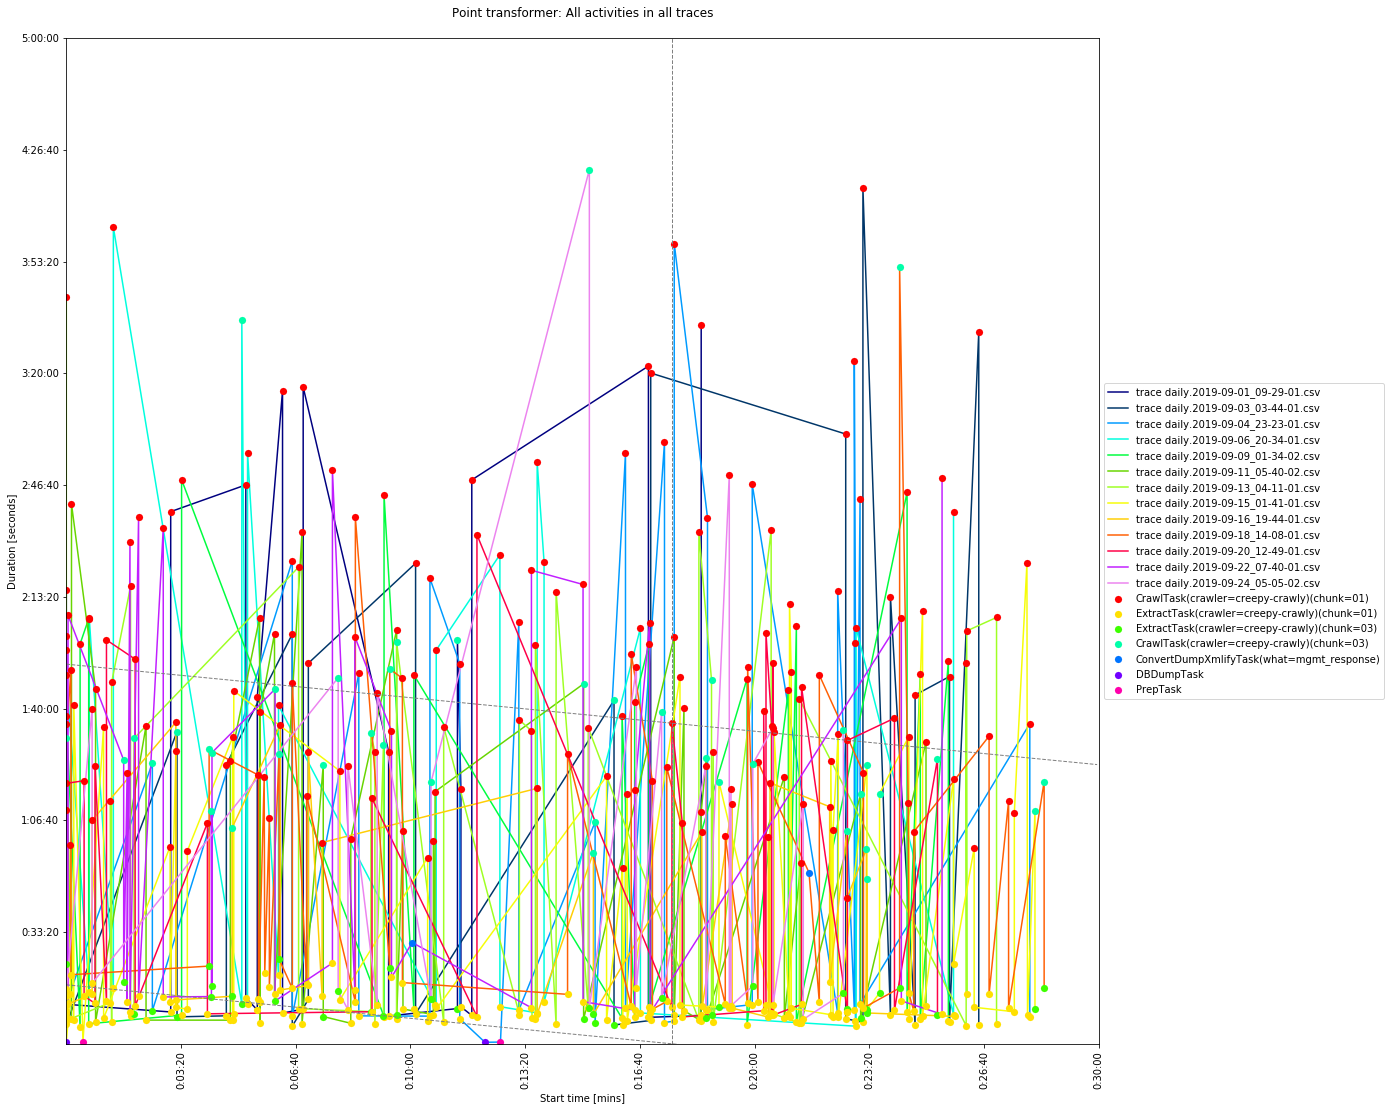 Point transformer: All activities in all traces
5:00:00
4:26:40
3:53:20
3:20:00
2:46:40
2:13:20
1:40:00
1:06:40
0:33:20
Duration [seconds]
0:03:20
0:06:40
0:10:00
0:13:20
0:16:40
0:20:00
0:23:20
0:26:40
0:30:00
Start time [mins]
trace daily.2019-09-01_09-29-01.csv
trace daily.2019-09-03_03-44-01.csv
trace daily.2019-09-04_23-23-01.csv
trace daily.2019-09-06_20-34-01.csv
trace daily.2019-09-09_01-34-02.csv
trace daily.2019-09-11_05-40-02.csv
trace daily.2019-09-13_04-11-01.csv
trace daily.2019-09-15_01-41-01.csv
trace daily.2019-09-16_19-44-01.csv
trace daily.2019-09-18_14-08-01.csv
trace daily.2019-09-20_12-49-01.csv
trace daily.2019-09-22_07-40-01.csv
trace daily.2019-09-24_05-05-02.csv
CrawlTask(crawler=creepy-crawly)(chunk=01)
ExtractTask(crawler=creepy-crawly)(chunk=01)
ExtractTask(crawler=creepy-crawly)(chunk=03)
CrawlTask(crawler=creepy-crawly)(chunk=03)
ConvertDumpXmlifyTask(what=mgmt_response)
DBDumpTask
PrepTask